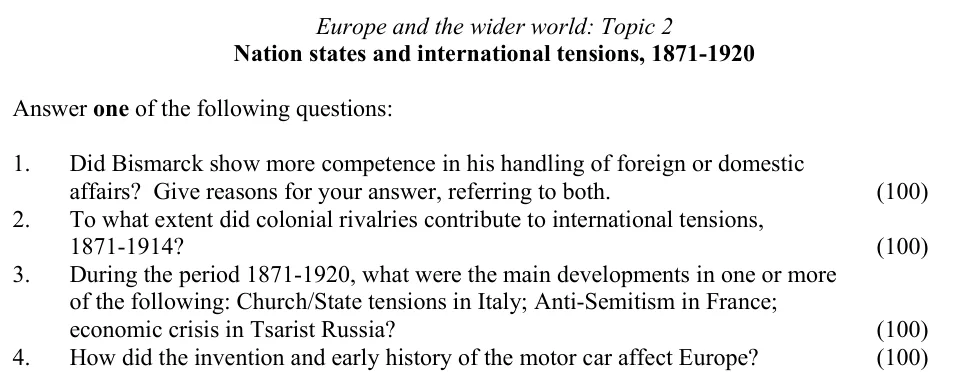 Europe and the wider world: Topic 2
Nation states and international tensions, 1871-1920
Answer one of the following questions:
1. Did Bismarck show more competence in his handling of foreign or domestic
affairs? Give reasons for your answer, referring to both. (100)
2. To what extent did colonial rivalries contribute to international tensions,
1871-1914? (100)
3. During the period 1871-1920, what were the main developments in one or more
of the following: Church/State tensions in Italy; Anti-Semitism in France;
economic crisis in Tsarist Russia? (100)
4. How did the invention and early history of the motor car affect Europe? (100)